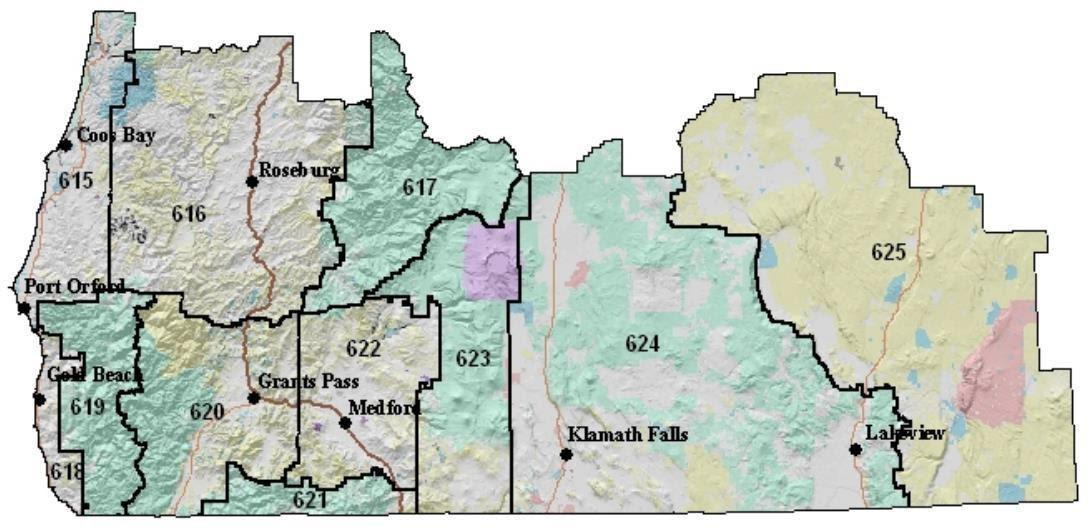 Coos Bay
615
Roseburg
617
616
625
Port Orford
624
622
623
Gold Beach
Grants Pass
619
620
Medford
Klamath Falls
Lakeview
618
621